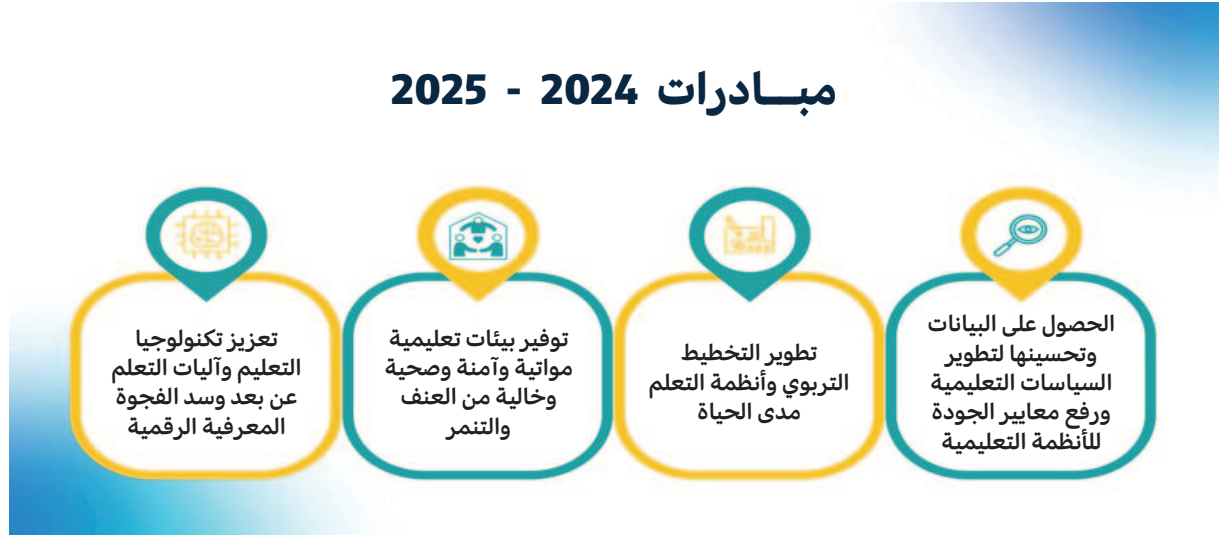 مبـــادرات 2024 - 2025
الحصول على البيانات
وتحسينها لتطوير
السياسات التعليمية
ورفع معايير الجودة
للأنظمة التعليمية
تطوير التخطيط
التربوي وأنظمة التعلم
مدى الحياة
توفير بيئات تعليمية
مواتية وآمنة وصحية
وخالية من العنف
والتنمر
تعزيز تكنولوجيا
التعليم وآليات التعلم
عن بعد وسد الفجوة
المعرفية الرقمية